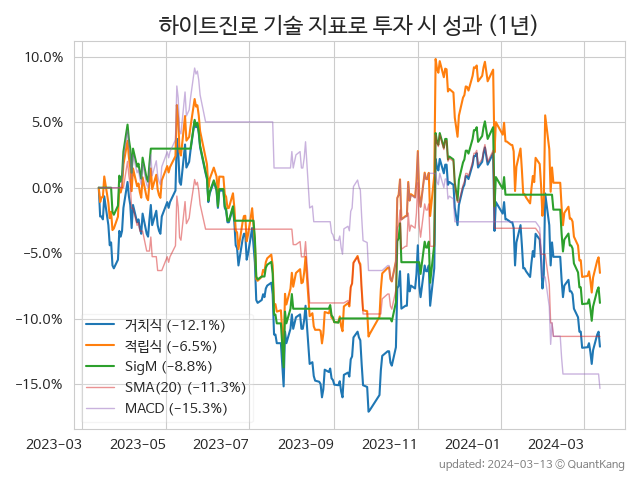 하이트진로 기술 지표로 투자 시 성과 (1년)
10.0%
5.0%
0.0%
−5.0%
−10.0%
−15.0%
거치식 (−12.1%)
적립식 (−6.5%)
SigM (−8.8%)
SMA(20) (−11.3%)
MACD (−15.3%)
2023-03 2023-05 2023-07 2023-09 2023-11 2024-01 2024-03
updated: 2024-03-13 ⓒ QuantKang